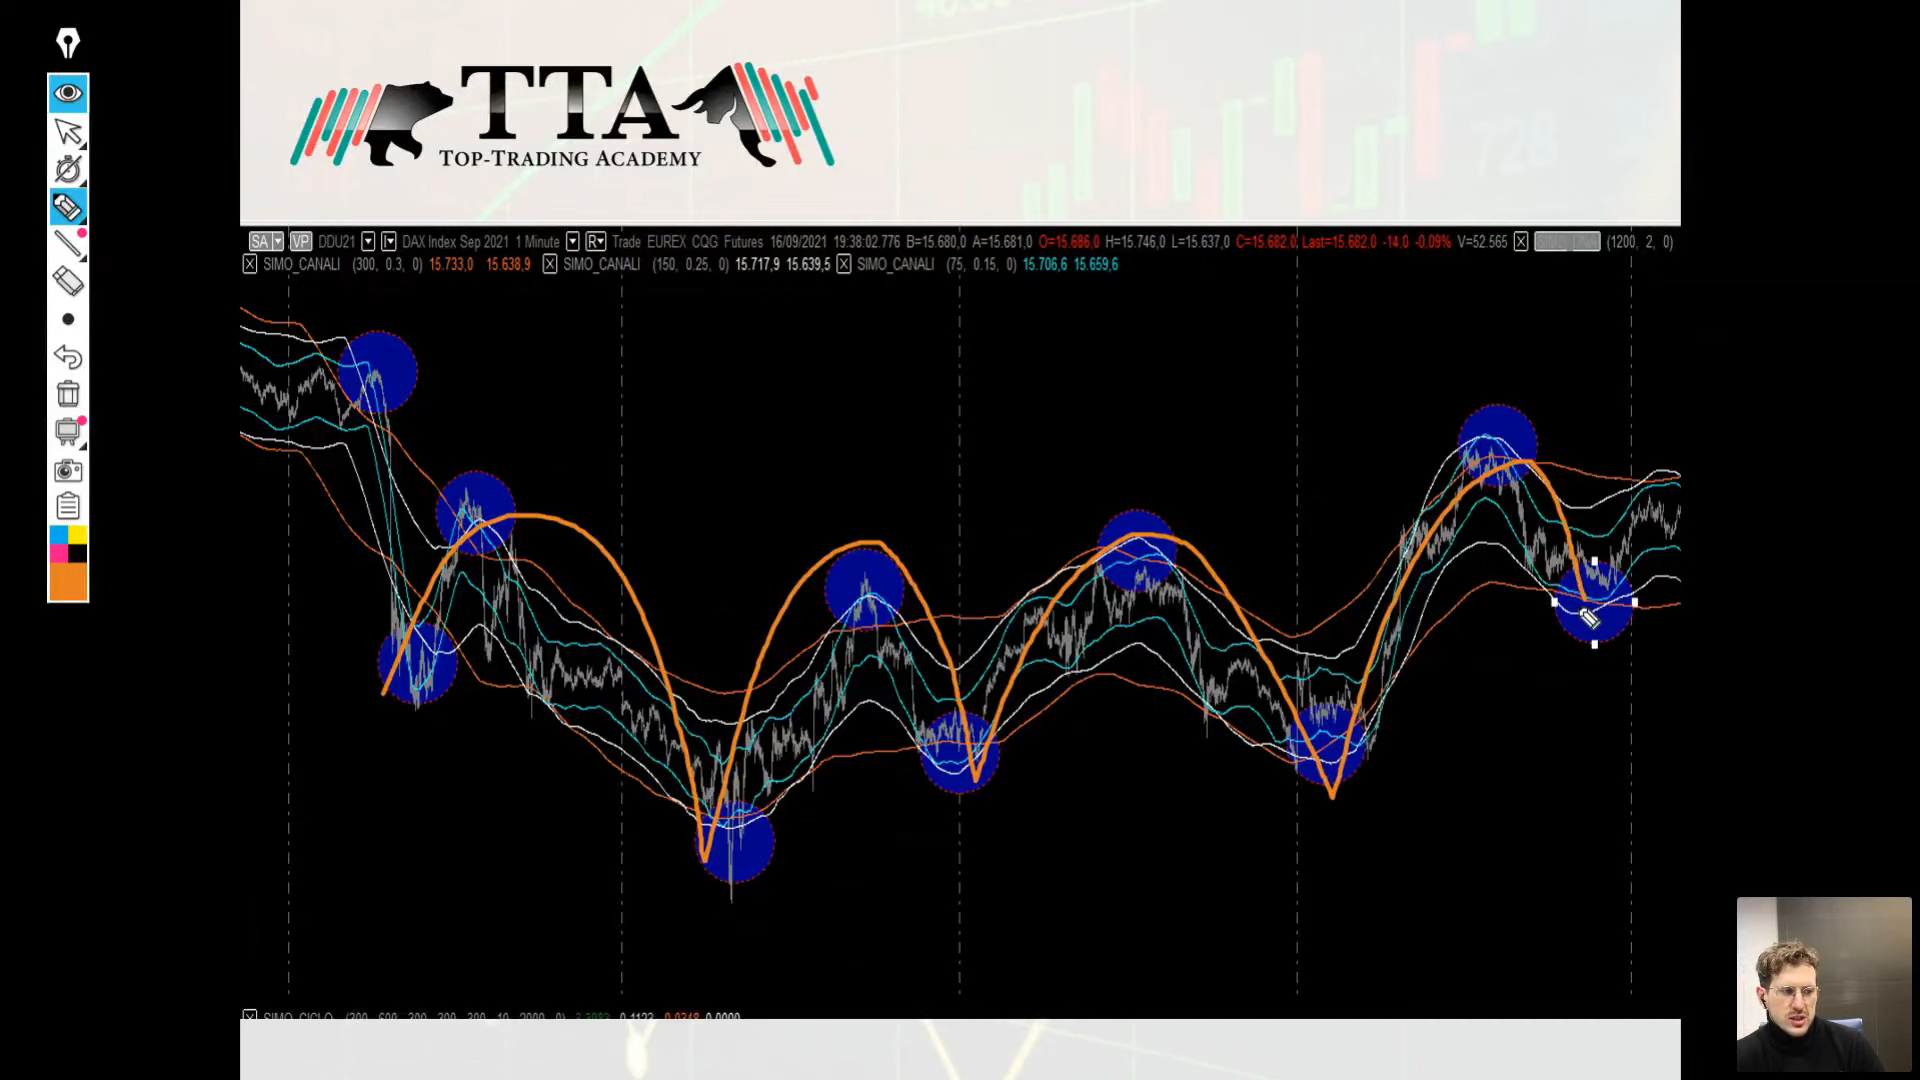 TTA
TOP-TRADING ACADEMY
SA VP DDU21 DAX Index Sep 2021 1 Minute R Trade EUREX CQG Futures 16/09/2021 19:38:02.776 B=15.680,0 A=15.681,0 O=15.686,0 H=15.746,0 L=15.637,0 C=15.682,0 Last=15.682,0 -14,0 -0,09% V=52.565 X (1200, 2, 0)
X SIMO_CANALI (300, 0.3, 0) 15.733,0 15.638,9 X SIMO_CANALI (150, 0.25, 0) 15.717,9 15.639,5 X SIMO_CANALI (75, 0.15, 0) 15.706,6 15.659,6